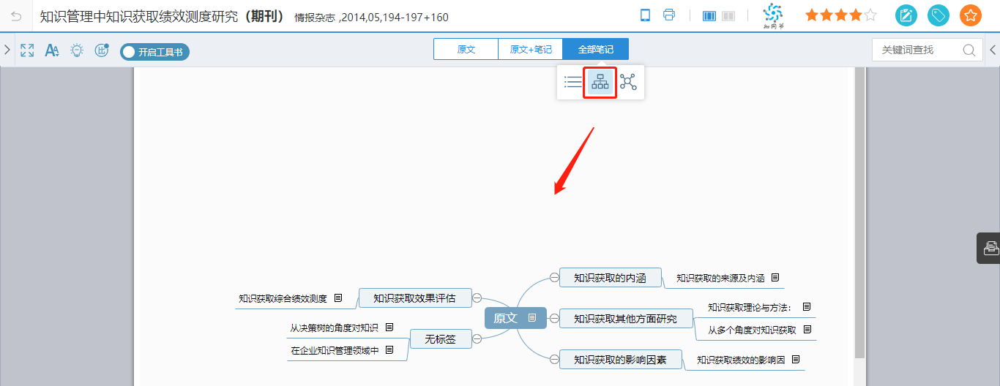 知识管理中知识获取绩效测度研究（期刊） 情报杂志 ,2014,05,194-197+160
知网节
开启工具书
原文
原文+笔记
全部笔记
关键词查找
知识获取的内涵
知识获取的来源及内涵
知识获取综合绩效测度
知识获取效果评估
知识获取理论与方法：
原文
知识获取其他方面研究
从多个角度对知识获取
从决策树的角度对知识
无标签
在企业知识管理领域中
知识获取的影响因素
知识获取绩效的影响因